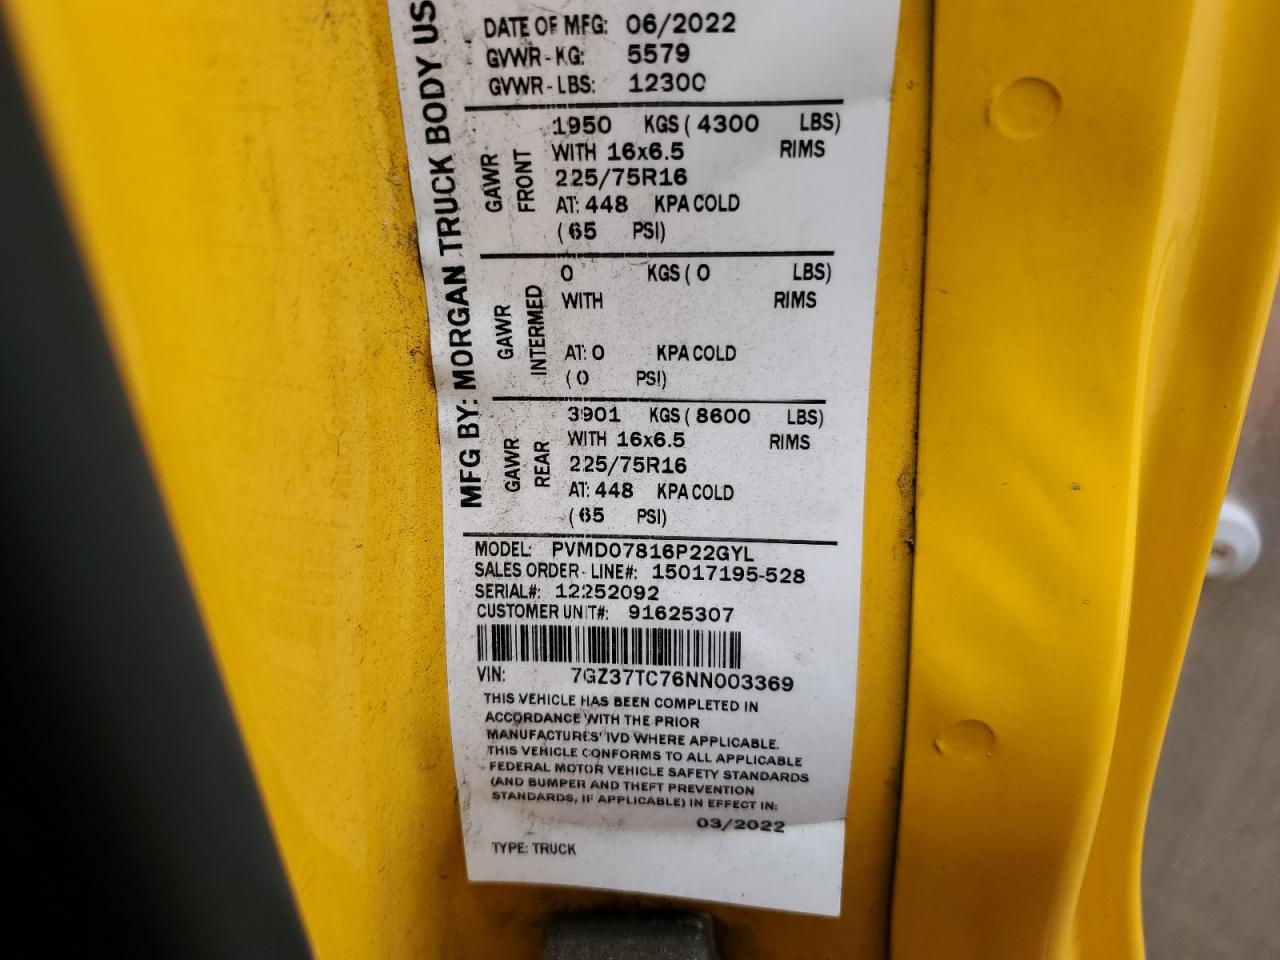 MFG BY: MORGAN TRUCK BODY US
DATE OF MFG: 06/2022
GVWR-KG: 5579
GVWR-LBS: 12300
GAWR FRONT
1950 KGS (4300 LBS)
WITH 16x6.5 RIMS
225/75R16
AT: 448 KPA COLD
(65 PSI)
GAWR INTERMED
0 KGS (0 LBS)
WITH RIMS
AT: 0 KPA COLD
(0 PSI)
GAWR REAR
3901 KGS (8600 LBS)
WITH 16x6.5 RIMS
225/75R16
AT: 448 KPA COLD
(65 PSI)
MODEL: PVMD07816P22GYL
SALES ORDER-LINE#: 15017195-528
SERIAL#: 12252092
CUSTOMER UNIT#: 91625307
VIN: 7GZ37TC76NN003369
THIS VEHICLE HAS BEEN COMPLETED IN
ACCORDANCE WITH THE PRIOR
MANUFACTURES' IVD WHERE APPLICABLE.
THIS VEHICLE CONFORMS TO ALL APPLICABLE
FEDERAL MOTOR VEHICLE SAFETY STANDARDS
(AND BUMPER AND THEFT PREVENTION
STANDARDS, IF APPLICABLE) IN EFFECT IN:
03/2022
TYPE: TRUCK